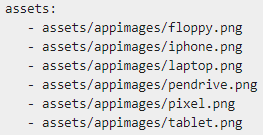 assets:
   - assets/appimages/floppy.png
   - assets/appimages/iphone.png
   - assets/appimages/laptop.png
   - assets/appimages/pendrive.png
   - assets/appimages/pixel.png
   - assets/appimages/tablet.png